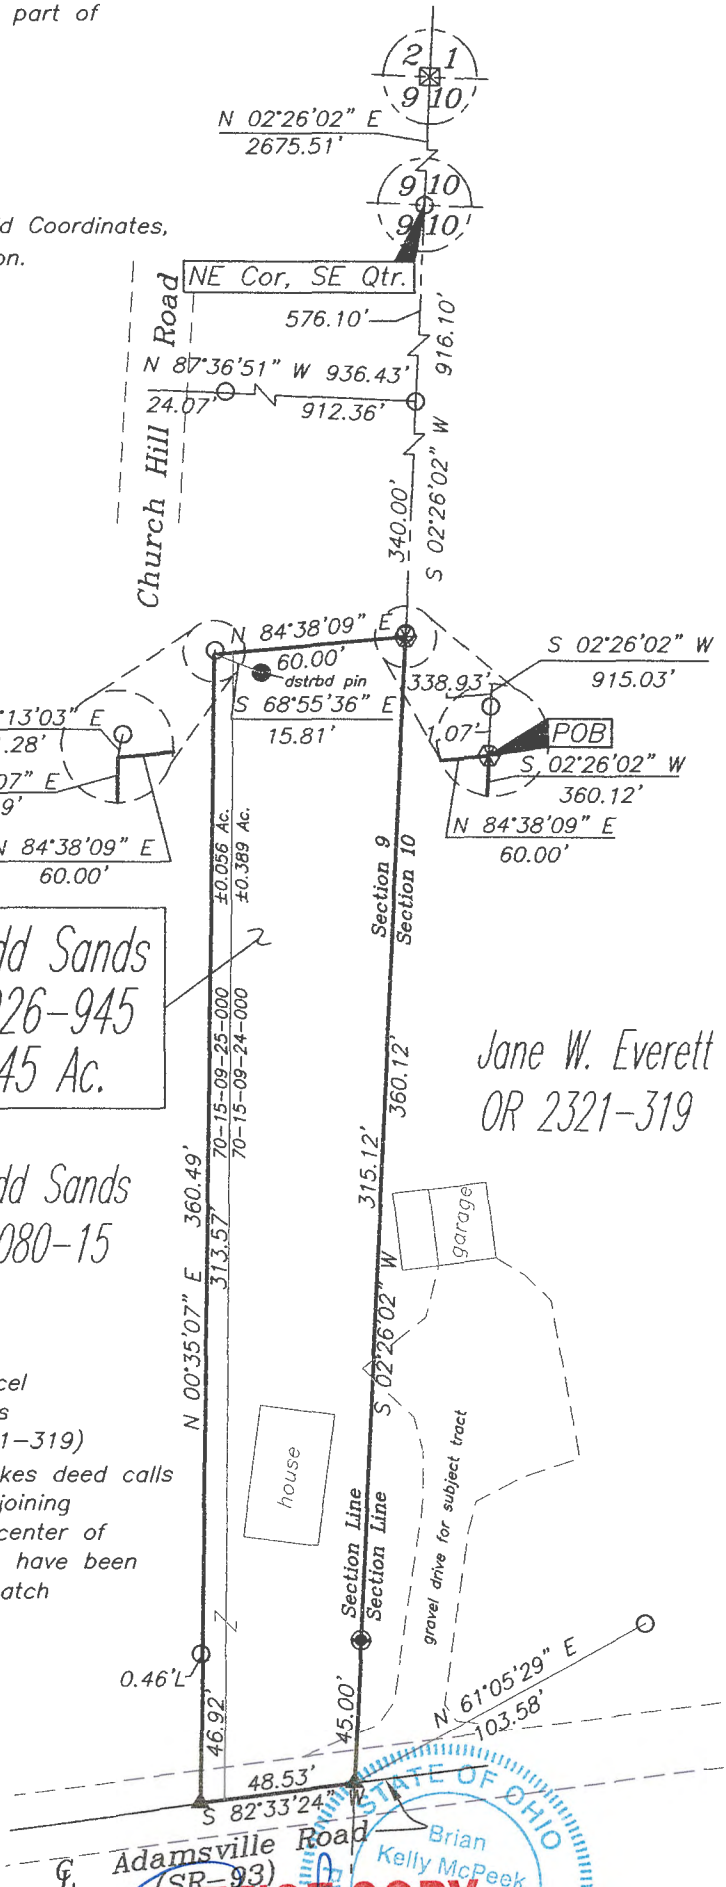 part of
2 1
9 10
N 02°26'02" E
2675.51'
9 10
9 10
d Coordinates,
on.
NE Cor, SE Qtr.
576.10'
916.10'
Church Hill Road
N 87°36'51" W 936.43'
24.07'
912.36'
340.00'
S 02°26'02" W
N 84°38'09" E
60.00'
dstrbd pin
S 68°55'36" E
15.81'
S 02°26'02" W
915.03'
338.93'
1.07'
POB
S 02°26'02" W
360.12'
N 84°38'09" E
60.00'
°13'03" E
.28'
07" E
9'
N 84°38'09" E
60.00'
±0.056 Ac.
±0.389 Ac.
Section 9
Section 10
dd Sands
926-945
45 Ac.
70-15-09-25-000
70-15-09-24-000
360.12'
315.12'
Jane W. Everett
OR 2321-319
dd Sands
080-15
N 00°35'07" E 360.49'
313.57'
garage
S 02°26'02" W
house
gravel drive for subject tract
cel
s
1-319)
kes deed calls
joining
center of
have been
atch
Section Line
Section Line
0.46'L
46.92'
45.00'
N 61°05'29" E
103.58'
48.53'
S 82°33'24" W
Adamsville Road
(SR-93)
STATE OF OHIO
Brian
Kelly McPeek
COPY